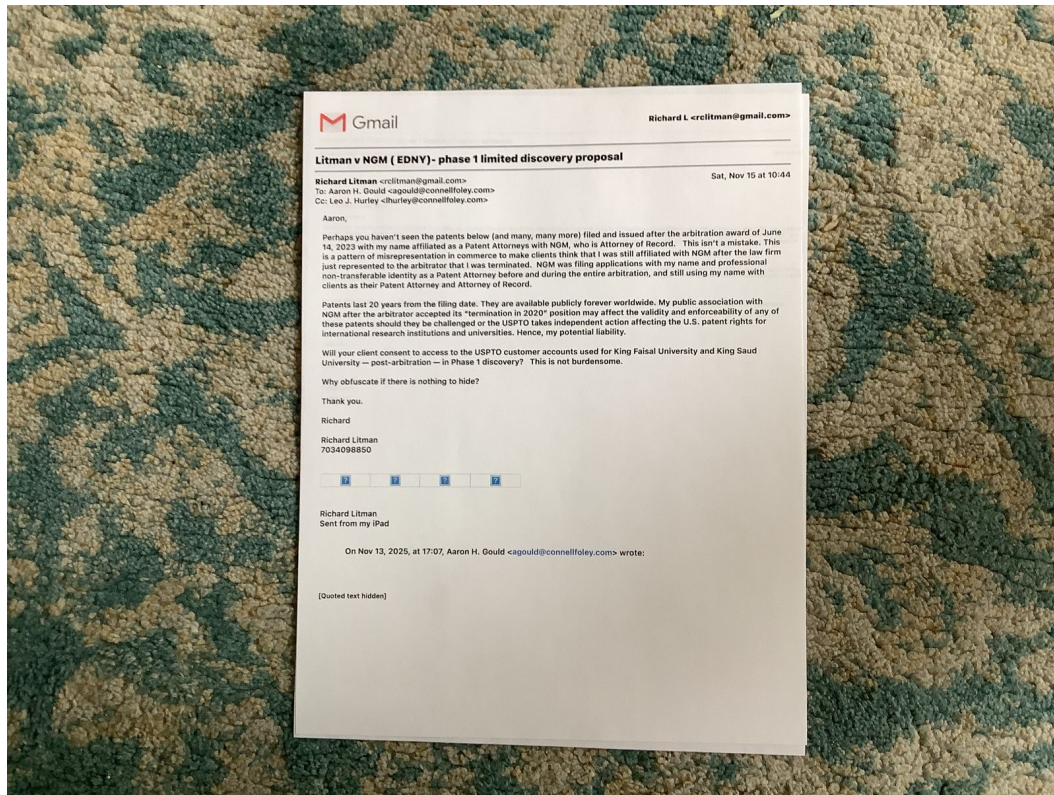 Gmail
Richard L <rclitman@gmail.com>
Litman v NGM ( EDNY)- phase 1 limited discovery proposal
Richard Litman <rclitman@gmail.com>
Sat, Nov 15 at 10:44
To: Aaron H. Gould <agould@connellfoley.com>
Cc: Leo J. Hurley <lhurley@connellfoley.com>
Aaron,
Perhaps you haven't seen the patents below (and many, many more) filed and issued after the arbitration award of June
14, 2023 with my name affiliated as a Patent Attorneys with NGM, who is Attorney of Record. This isn't a mistake. This
is a pattern of misrepresentation in commerce to make clients think that I was still affiliated with NGM after the law firm
just represented to the arbitrator that I was terminated. NGM was filing applications with my name and professional
non-transferable identity as a Patent Attorney before and during the entire arbitration, and still using my name with
clients as their Patent Attorney and Attorney of Record.
Patents last 20 years from the filing date. They are available publicly forever worldwide. My public association with
NGM after the arbitrator accepted its "termination in 2020" position may affect the validity and enforceability of any of
these patents should they be challenged or the USPTO takes independent action affecting the U.S. patent rights for
international research institutions and universities. Hence, my potential liability.
Will your client consent to access to the USPTO customer accounts used for King Faisal University and King Saud
University — post-arbitration — in Phase 1 discovery? This is not burdensome.
Why obfuscate if there is nothing to hide?
Thank you.
Richard
Richard Litman
7034098850
? ? ? ?
Richard Litman
Sent from my iPad
On Nov 13, 2025, at 17:07, Aaron H. Gould <agould@connellfoley.com> wrote:
[Quoted text hidden]